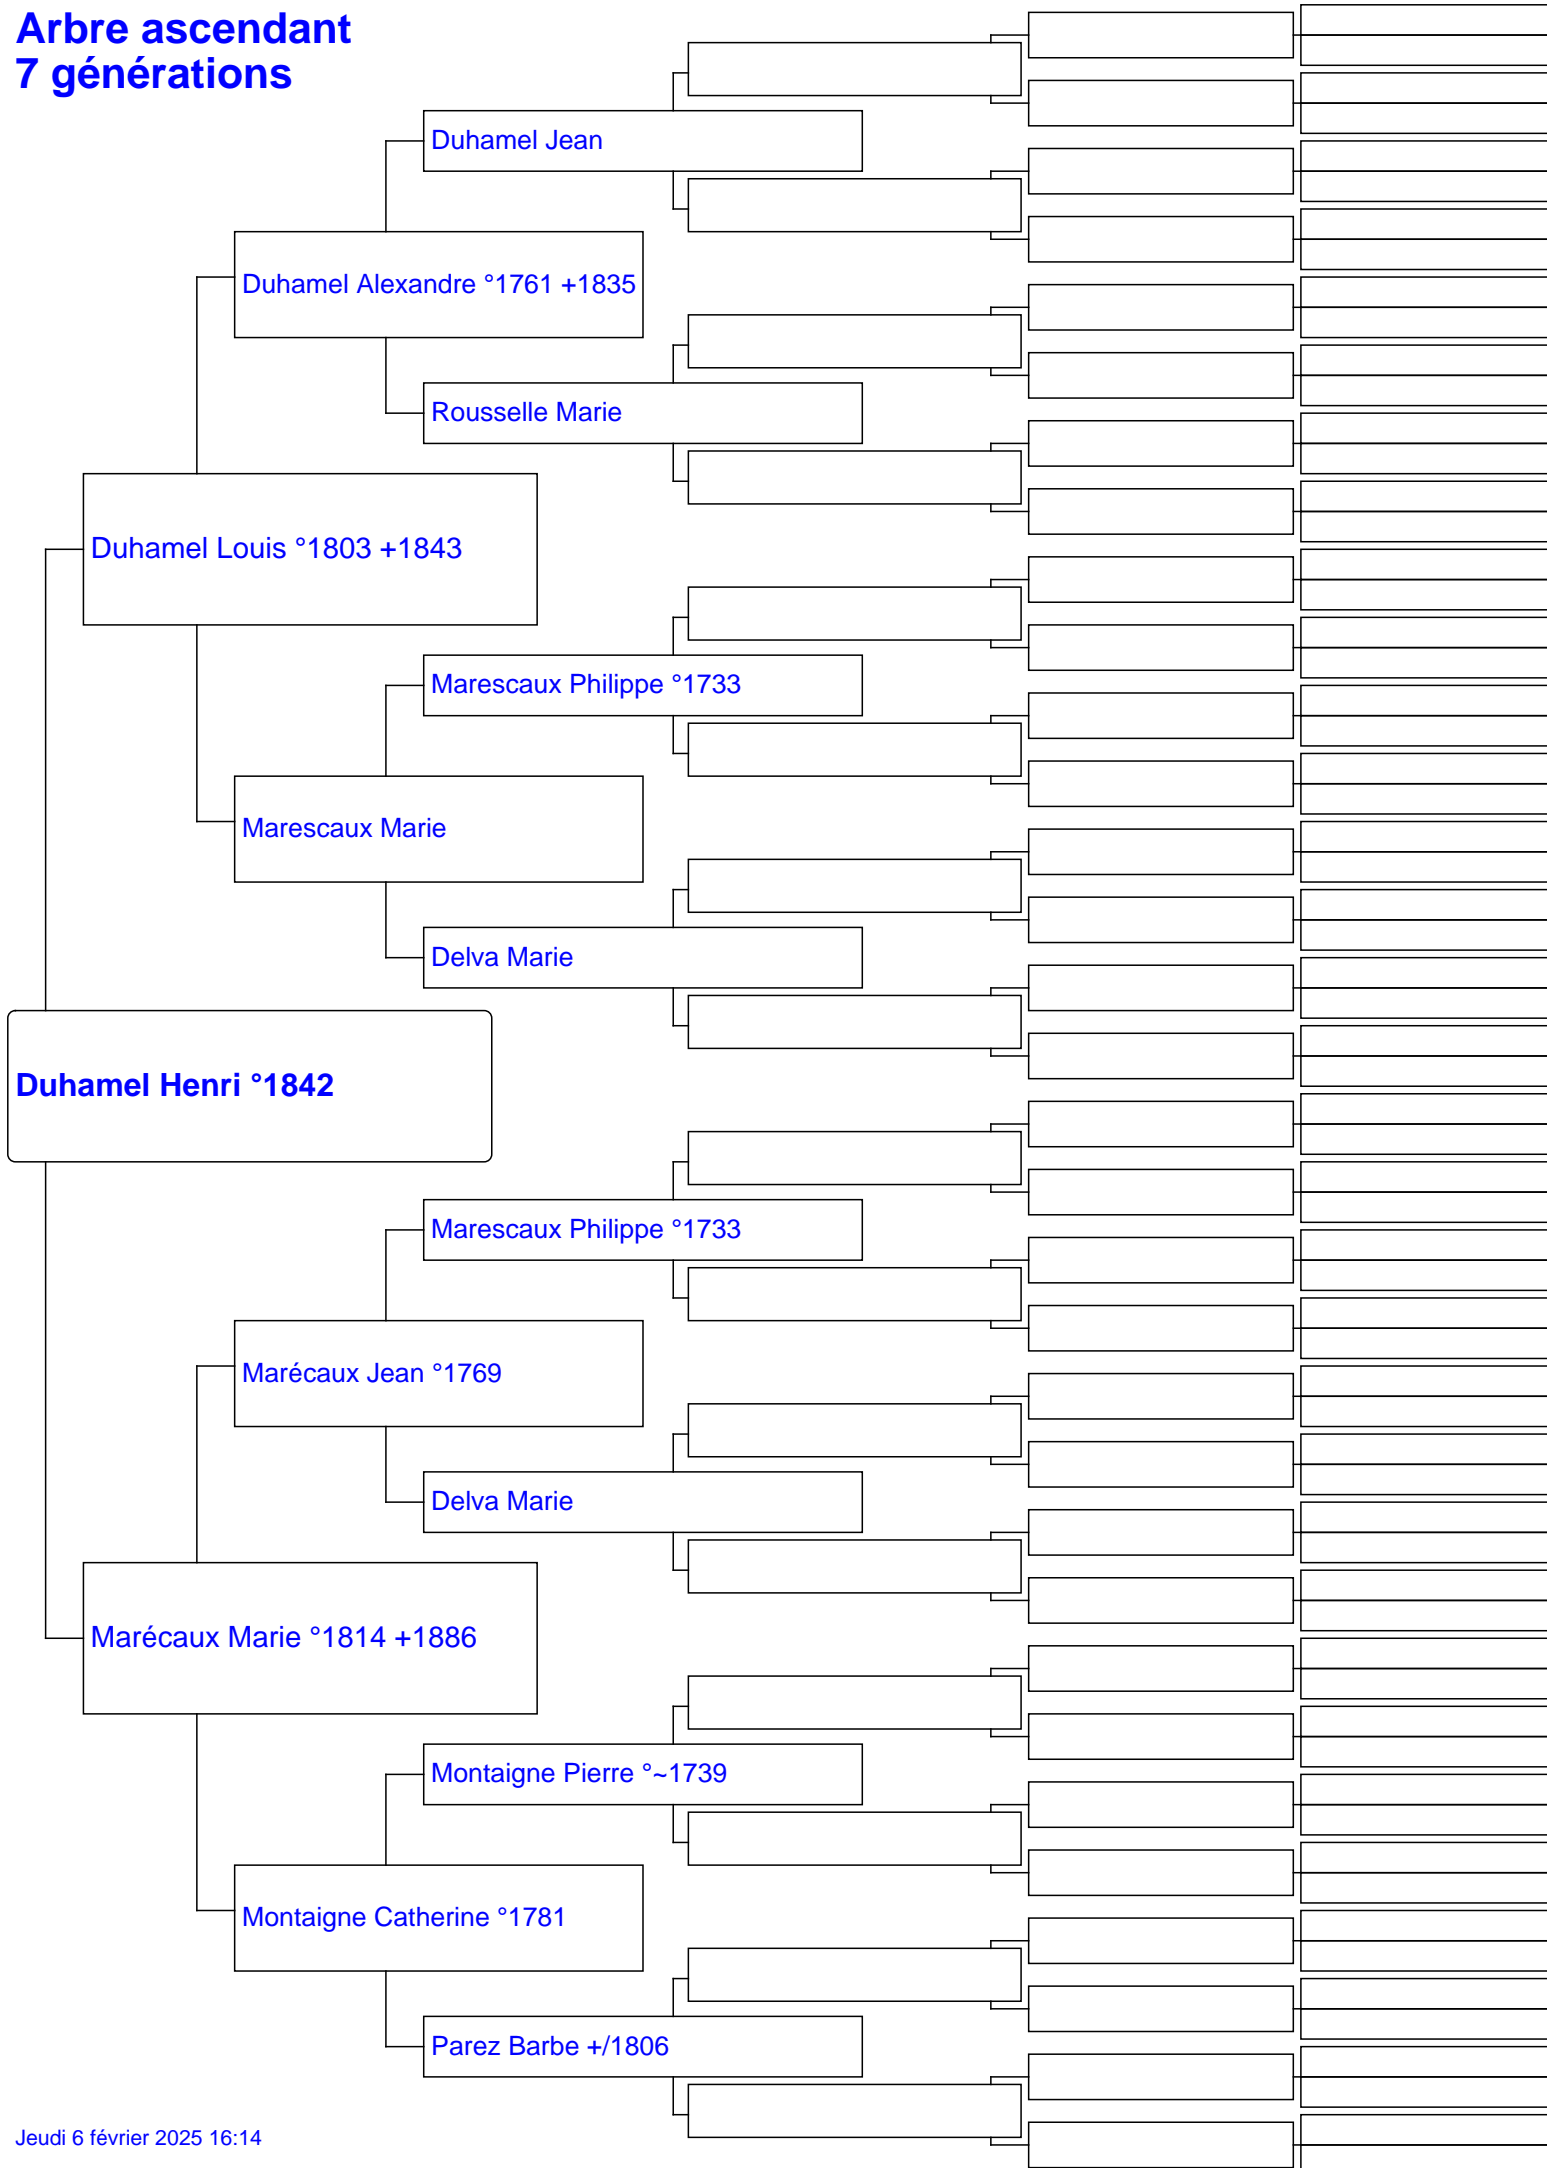 Arbre ascendant
7 générations
Duhamel Jean
Duhamel Alexandre °1761 +1835
Rousselle Marie
Duhamel Louis °1803 +1843
Marescaux Philippe °1733
Marescaux Marie
Delva Marie
Duhamel Henri °1842
Marescaux Philippe °1733
Marécaux Jean °1769
Delva Marie
Marécaux Marie °1814 +1886
Montaigne Pierre °~1739
Montaigne Catherine °1781
Parez Barbe +/1806
Jeudi 6 février 2025 16:14